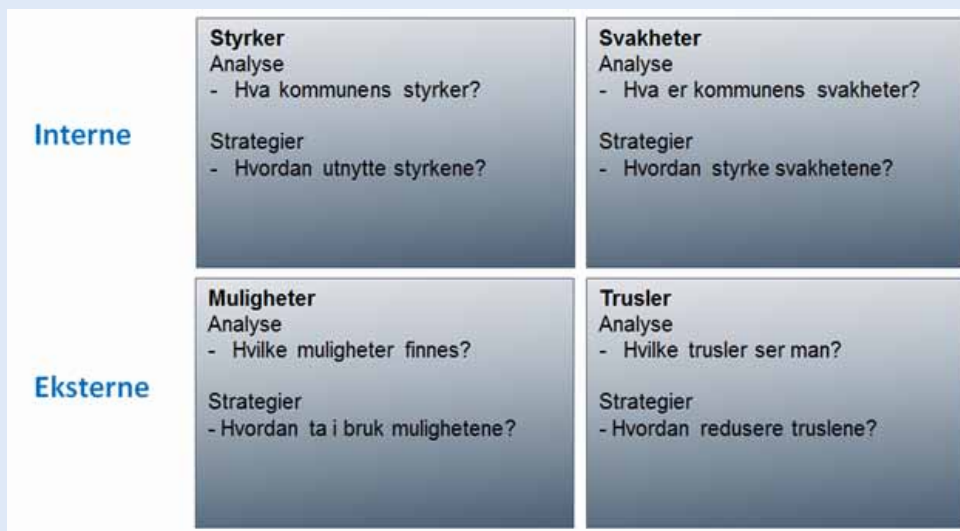 Interne
Styrker
Analyse
- Hva kommunens styrker?
Strategier
- Hvordan utnytte styrkene?
Svakheter
Analyse
- Hva er kommunens svakheter?
Strategier
- Hvordan styrke svakhetene?
Eksterne
Muligheter
Analyse
- Hvilke muligheter finnes?
Strategier
- Hvordan ta i bruk mulighetene?
Trusler
Analyse
- Hvilke trusler ser man?
Strategier
- Hvordan redusere truslene?